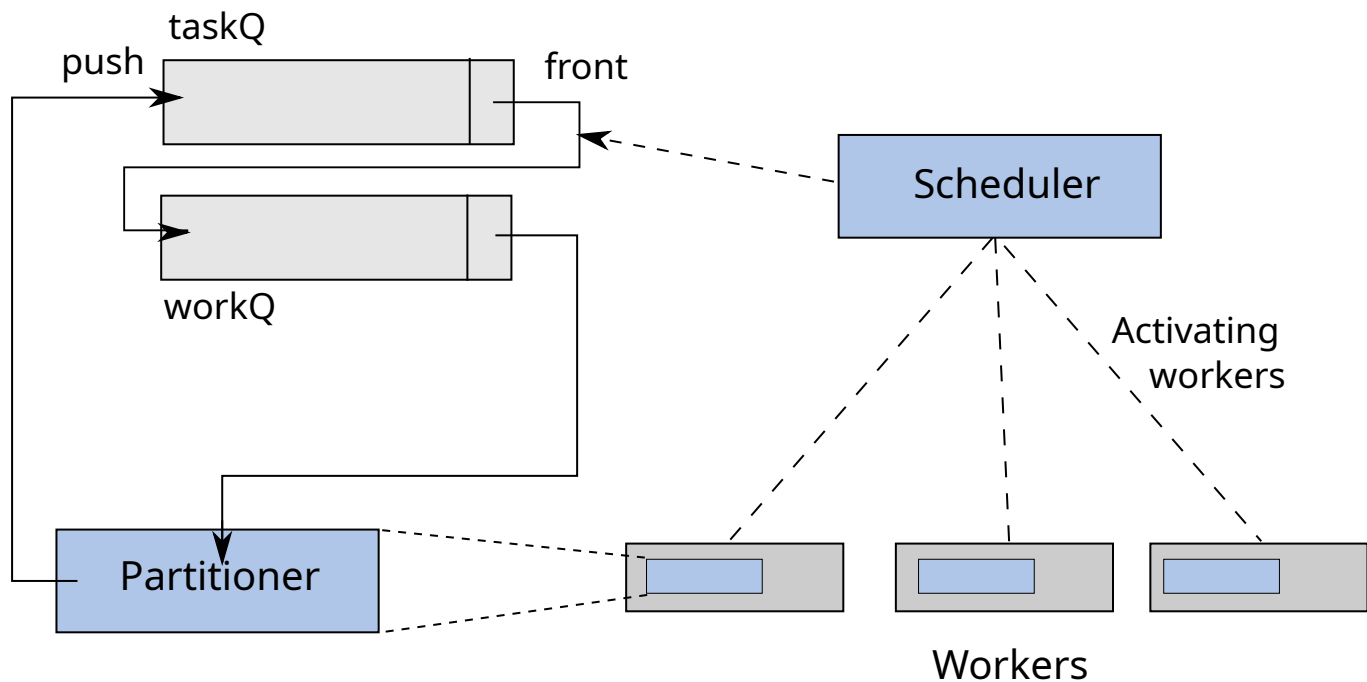 taskQ
push
front
Scheduler
workQ
Activating
workers
Partitioner
Workers